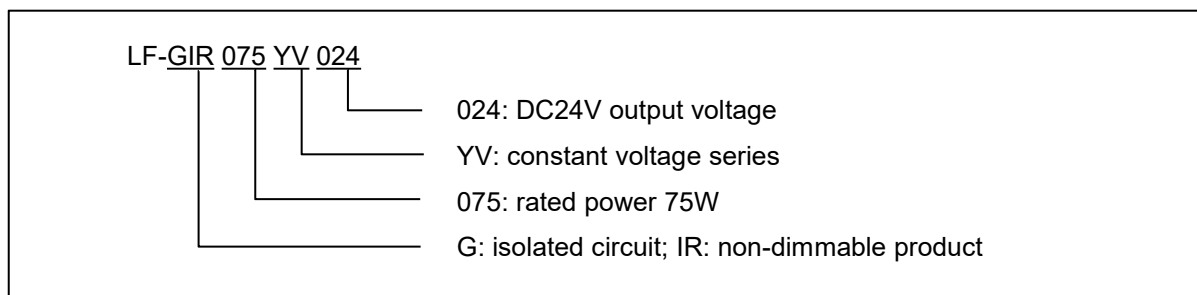 LF-GIR 075 YV 024
024: DC24V output voltage
YV: constant voltage series
075: rated power 75W
G: isolated circuit; IR: non-dimmable product